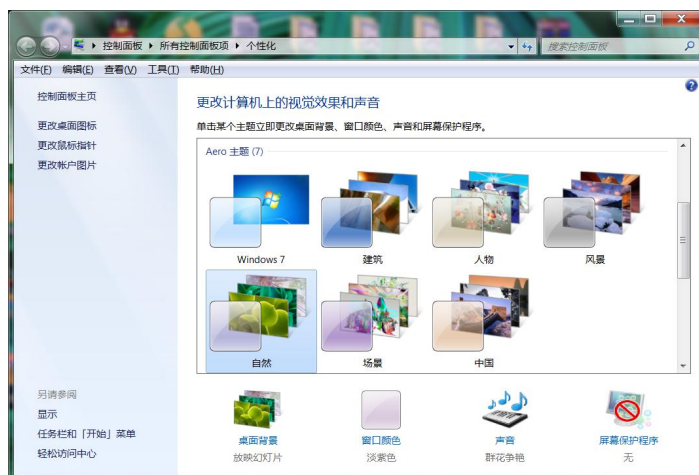 控制面板 ▸ 所有控制面板项 ▸ 个性化
搜索控制面板
文件(F) 编辑(E) 查看(V) 工具(T) 帮助(H)
控制面板主页
更改桌面图标
更改鼠标指针
更改帐户图片
更改计算机上的视觉效果和声音
单击某个主题立即更改桌面背景、窗口颜色、声音和屏幕保护程序。
Aero 主题 (7)
Windows 7 建筑 人物 风景
自然 场景 中国
另请参阅
显示
任务栏和「开始」菜单
轻松访问中心
桌面背景 窗口颜色 声音 屏幕保护程序
放映幻灯片 淡紫色 群花争艳 无